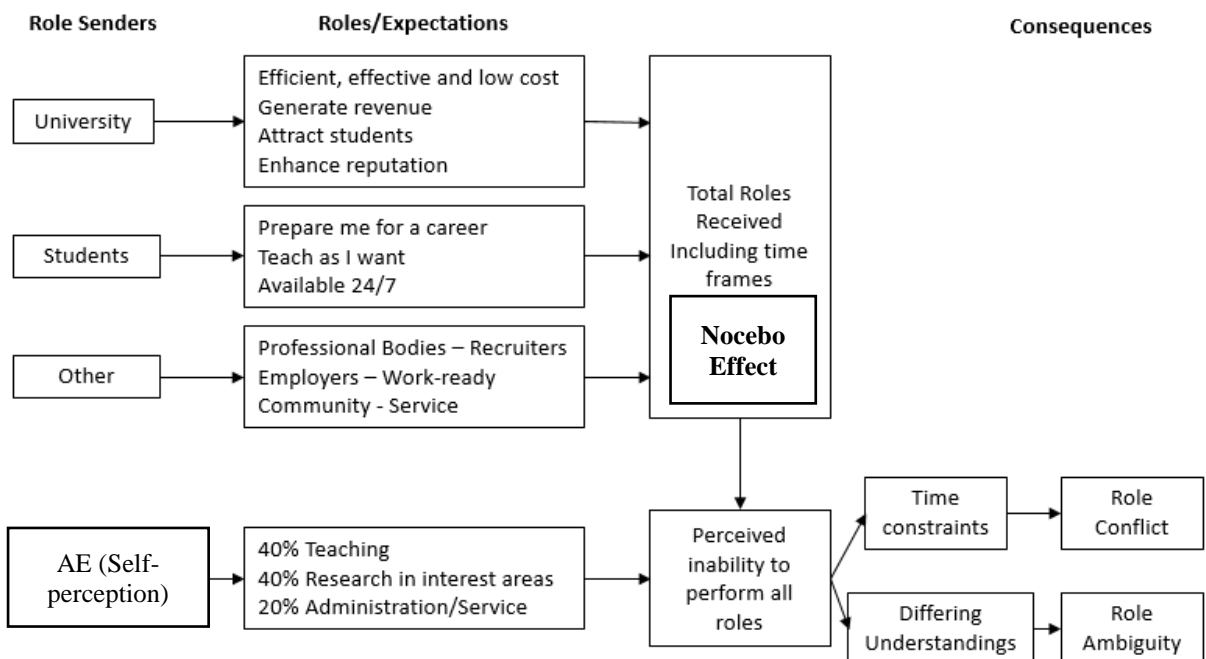 Role Senders
Roles/Expectations
Consequences
University
Efficient, effective and low cost
Generate revenue
Attract students
Enhance reputation
Students
Prepare me for a career
Teach as I want
Available 24/7
Other
Professional Bodies – Recruiters
Employers – Work-ready
Community - Service
Total Roles
Received
Including time
frames
Nocebo
Effect
AE (Self-
perception)
40% Teaching
40% Research in interest areas
20% Administration/Service
Perceived
inability to
perform all
roles
Time
constraints
Role
Conflict
Differing
Understandings
Role
Ambiguity